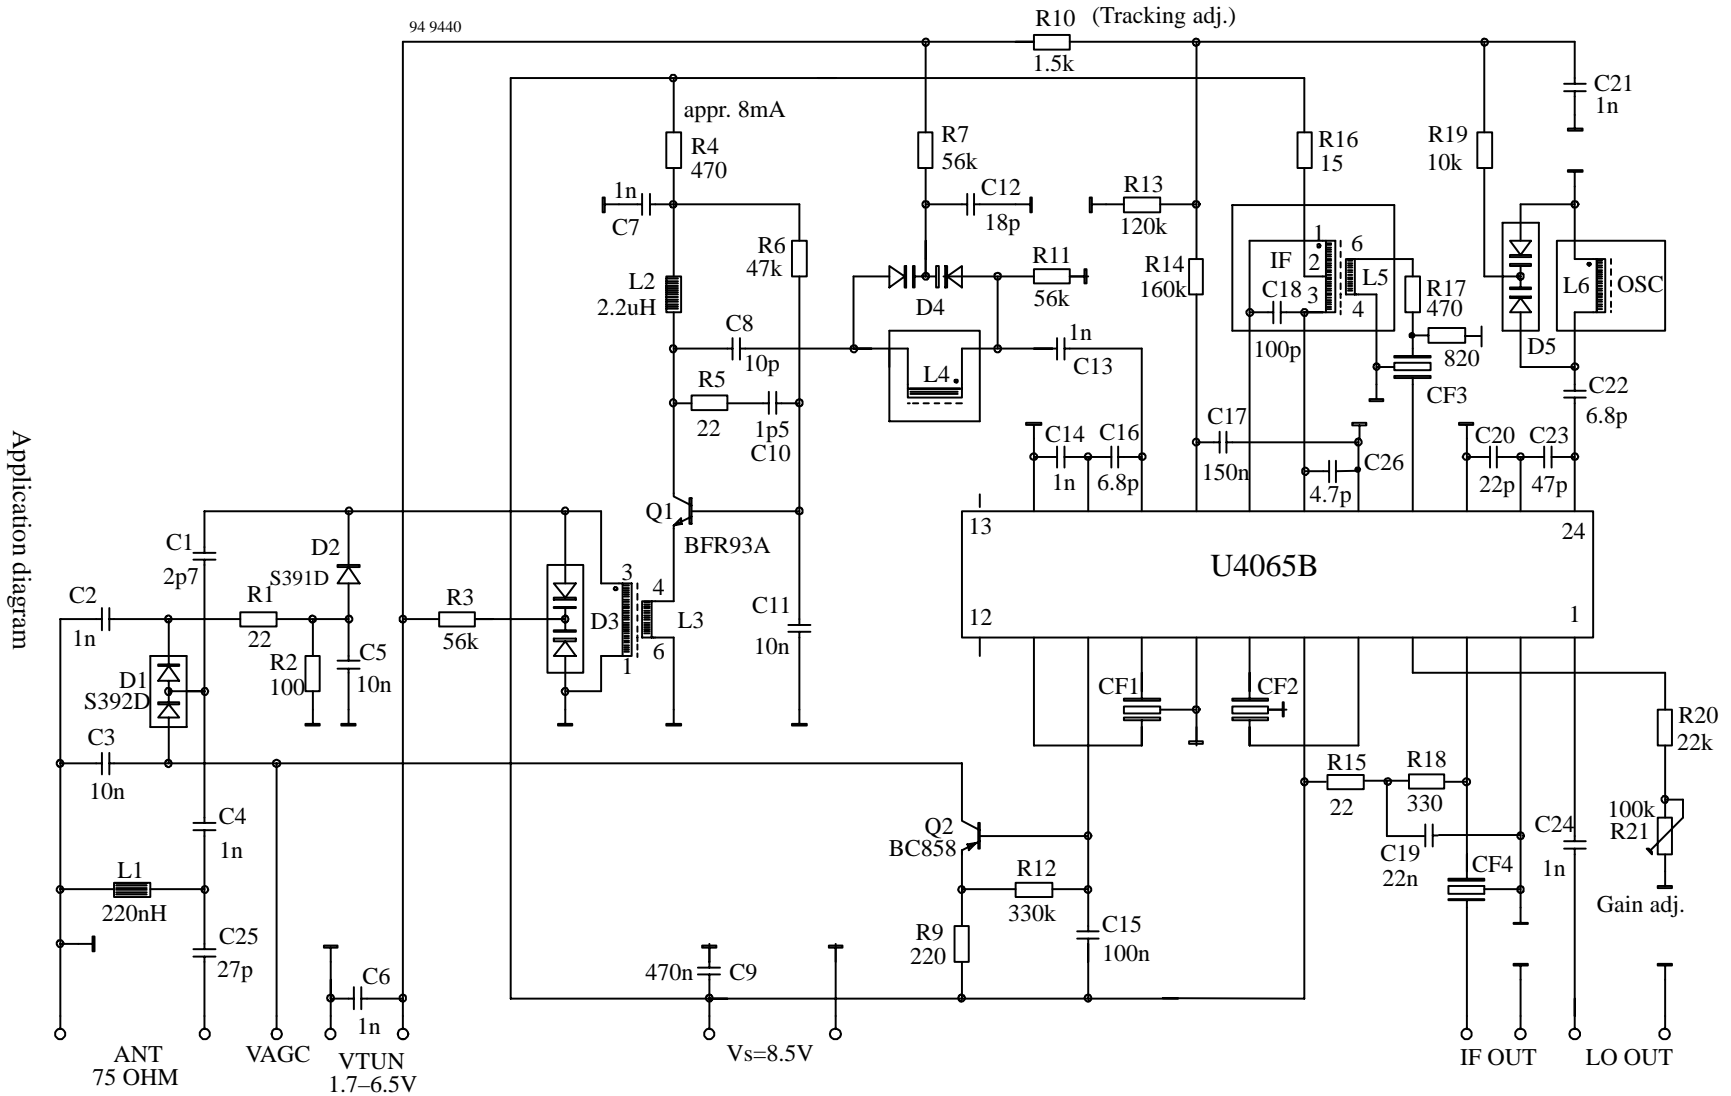 94 9440
R10 (Tracking adj.)
1.5k
appr. 8mA
R4
470
R7
56k
R16
15
R19
10k
C21
1n
1n
C7
C12
18p
R13
120k
R6
47k
L2
2.2uH
D4
R11
56k
R14
160k
IF
1
2
3
6
4
L5
C18
100p
R17
470
820
CF3
L6
OSC
D5
C8
10p
L4
1n
C13
R5
22
1p5
C10
C22
6.8p
C14
1n
C16
6.8p
C17
150n
C26
4.7p
C20
22p
C23
47p
Q1
BFR93A
13
24
U4065B
12
1
Application diagram
C1
2p7
D2
S391D
C2
1n
R1
22
R3
56k
D3
3
1
4
6
L3
C11
10n
D1
S392D
R2
100
C5
10n
C3
10n
CF1
CF2
R20
22k
R15
22
R18
330
C4
1n
Q2
BC858
C19
22n
CF4
C24
1n
100k
R21
L1
220nH
R12
330k
Gain adj.
C25
27p
C6
1n
470n
C9
R9
220
C15
100n
ANT
75 OHM
VAGC
VTUN
1.7–6.5V
Vs=8.5V
IF OUT
LO OUT